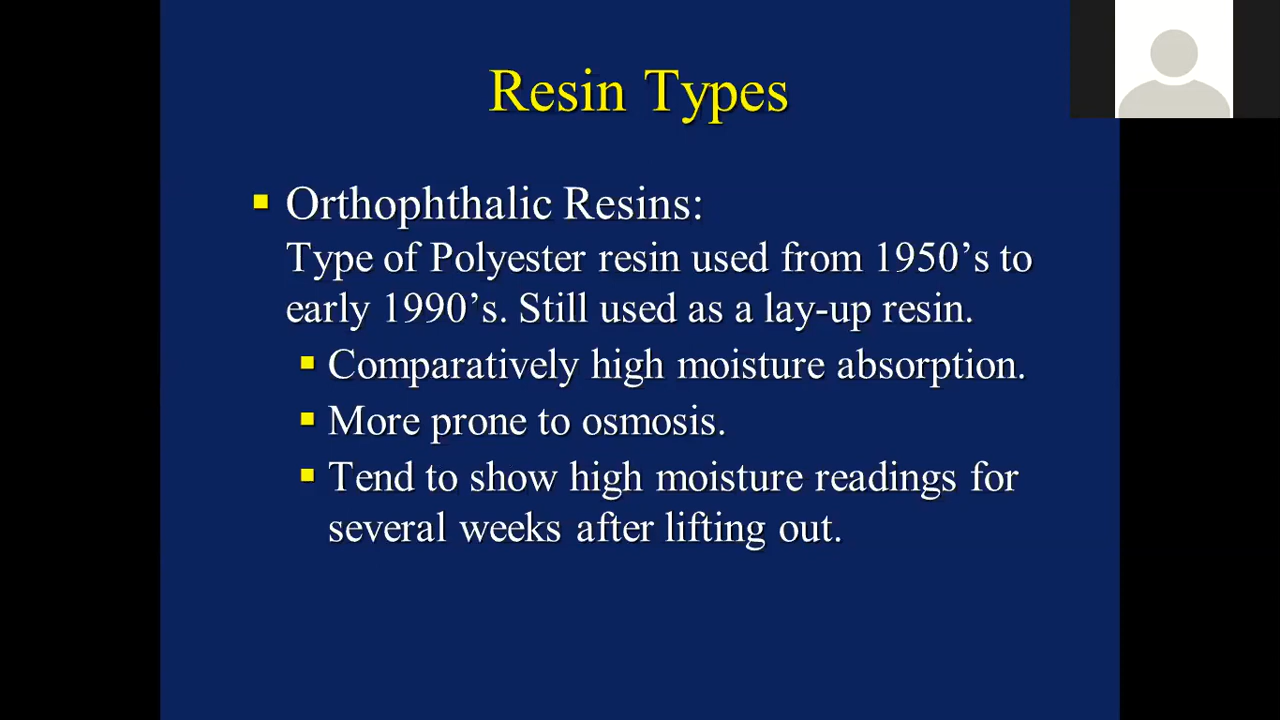 Resin Types
Orthophthalic Resins:
Type of Polyester resin used from 1950’s to
early 1990’s. Still used as a lay-up resin.
Comparatively high moisture absorption.
More prone to osmosis.
Tend to show high moisture readings for
several weeks after lifting out.